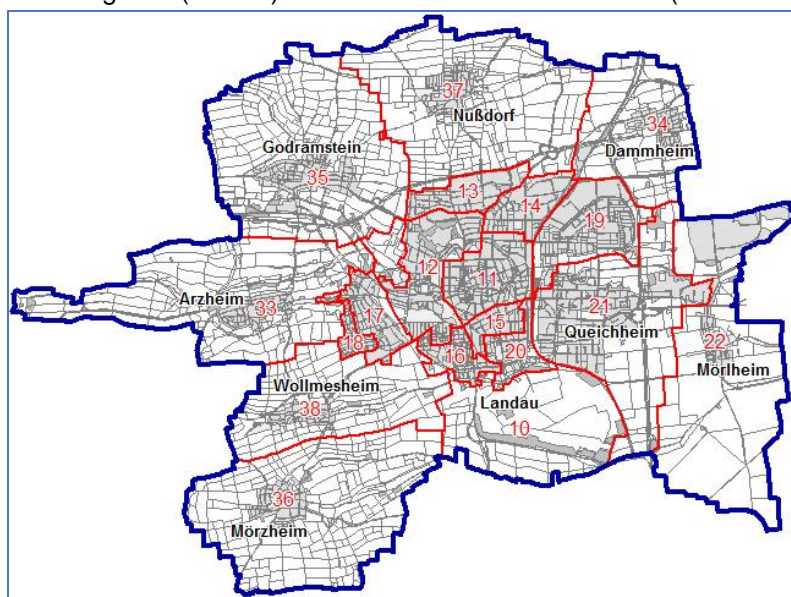 37
Nußdorf
34
Dammheim
Godramstein
35
13
14
19
12
11
Arzheim
33
17
18
15
21
Queichheim
16
20
22
Mörlheim
Wollmesheim
38
Landau
10
36
Mörzheim